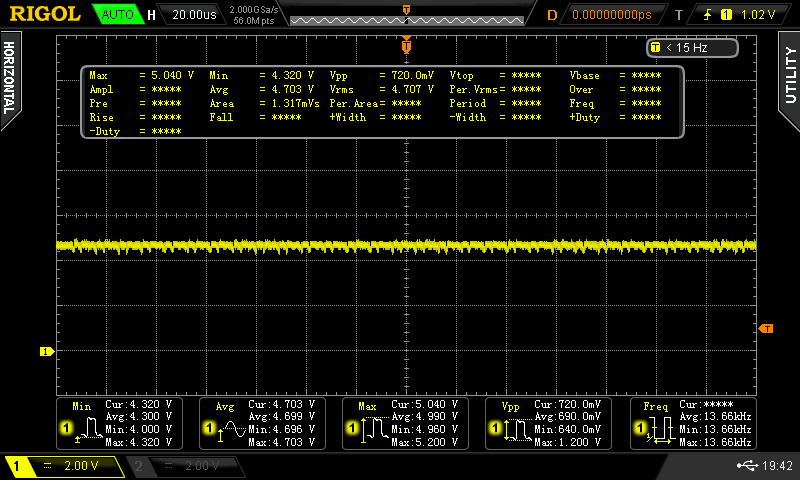 RIGOL AUTO H 20.00us 2.000GSa/s 56.0M pts D 0.00000000ps T 1 1.02 V
HORIZONTAL
UTILITY
T
T < 15 Hz
Max = 5.040 V Min = 4.320 V Vpp = 720.0mV Vtop = ***** Vbase = *****
Ampl = ***** Avg = 4.703 V Vrms = 4.707 V Per.Vrms= ***** Over = *****
Pre = ***** Area = 1.317mVs Per.Area= ***** Period = ***** Freq = *****
Rise = ***** Fall = ***** +Width = ***** -Width = ***** +Duty = *****
-Duty = *****
T
1
Min Cur:4.320 V
1 Avg:4.300 V
Min:4.000 V
Max:4.320 V
Avg Cur:4.703 V
1 Avg:4.699 V
Min:4.696 V
Max:4.703 V
Max Cur:5.040 V
1 Avg:4.990 V
Min:4.960 V
Max:5.200 V
Vpp Cur:720.0mV
1 Avg:690.0mV
Min:640.0mV
Max:1.200 V
Freq Cur:*****
1 Avg:13.66kHz
Min:13.66kHz
Max:13.66kHz
1 2.00 V 2 2.00 V 19:42